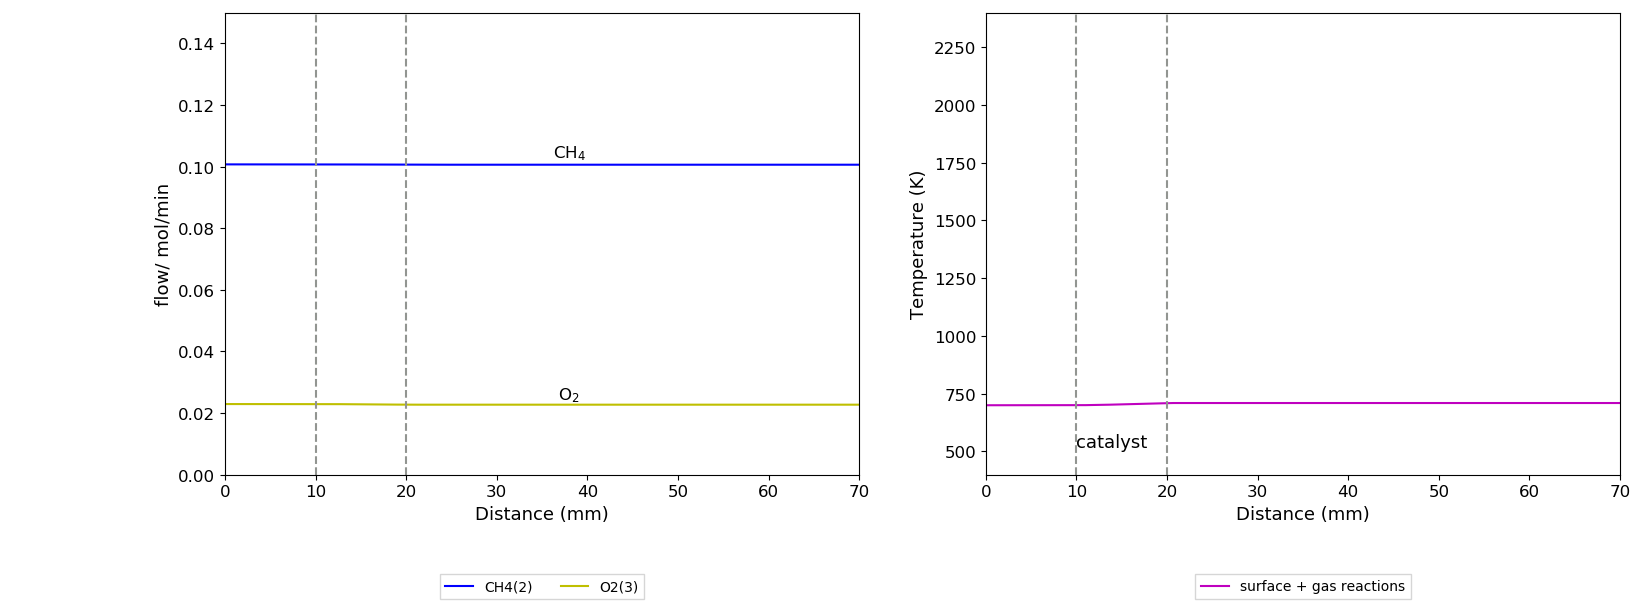 0.14
0.12
0.10
0.08
0.06
0.04
0.02
0.00
flow/ mol/min
CH₄
O₂
0 10 20 30 40 50 60 70
Distance (mm)
CH4(2) O2(3)
2250
2000
1750
1500
1250
1000
750
500
Temperature (K)
catalyst
0 10 20 30 40 50 60 70
Distance (mm)
surface + gas reactions